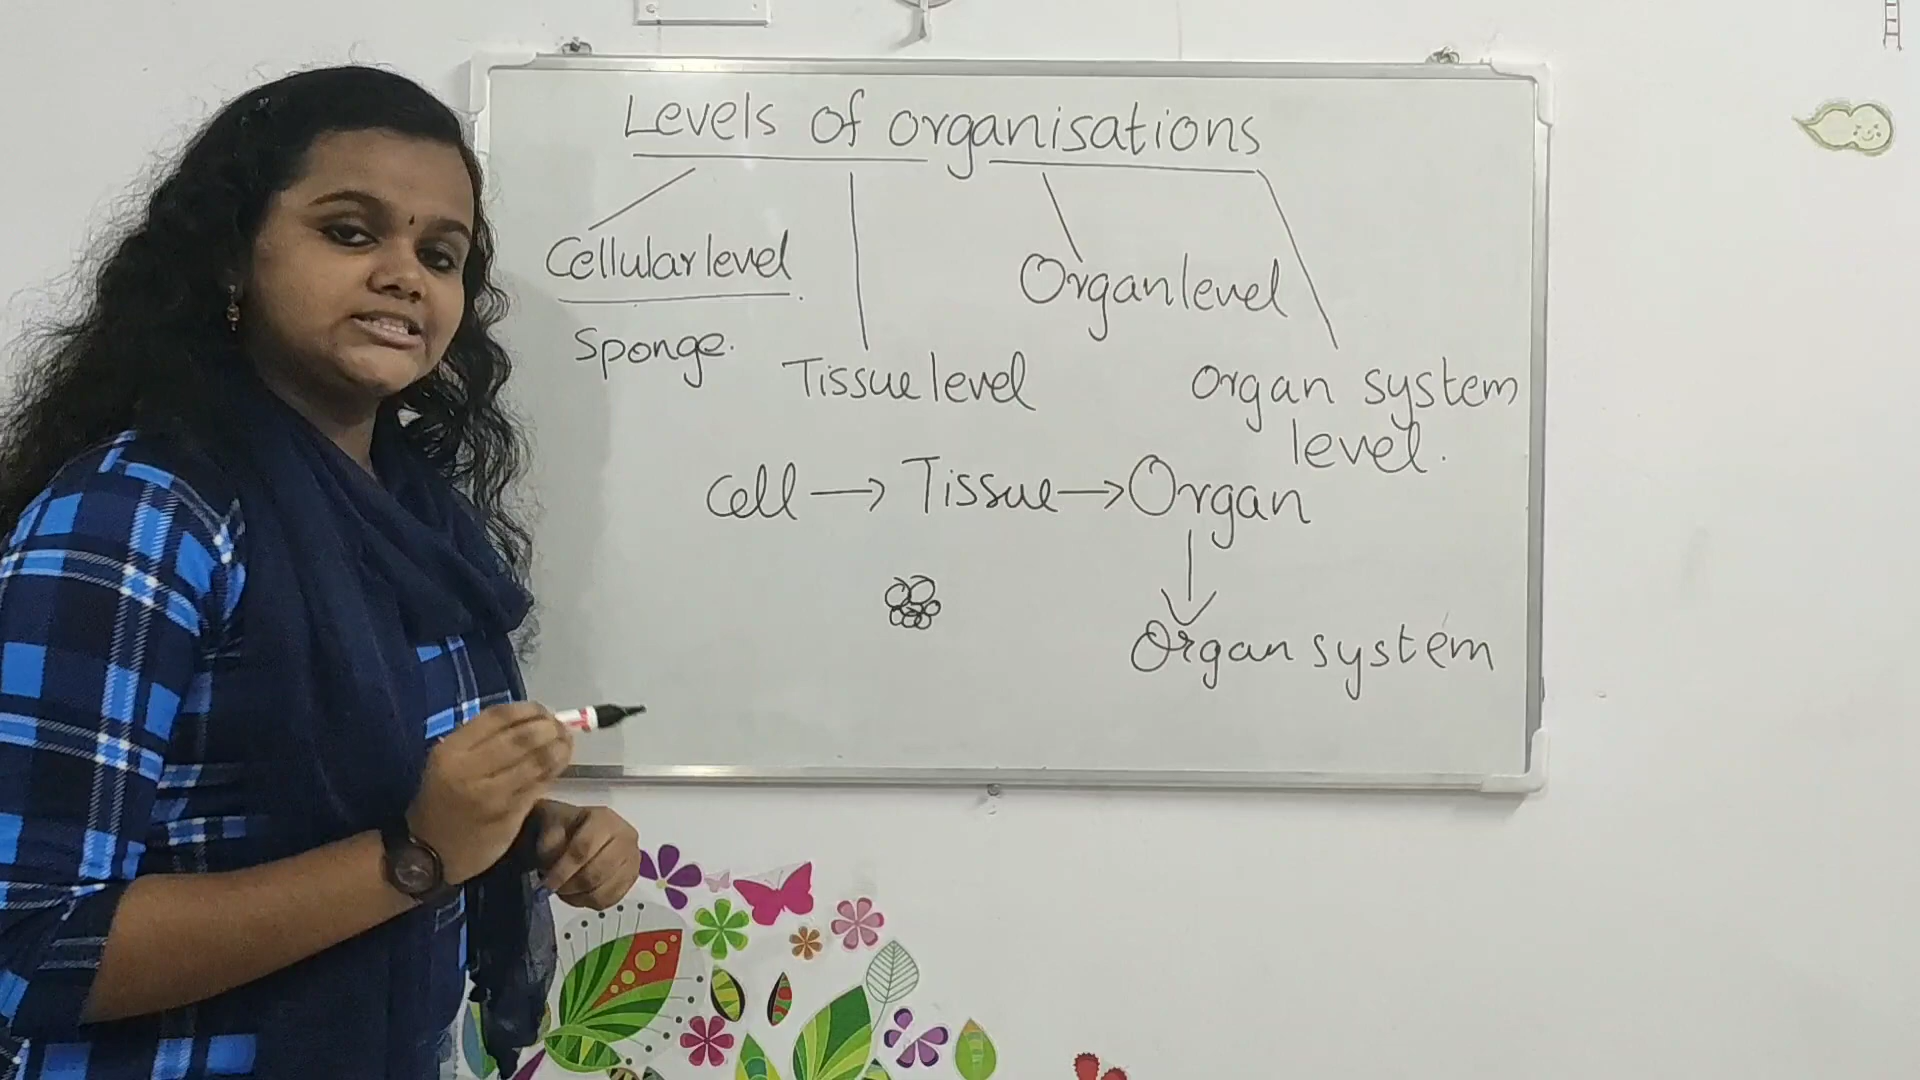 Levels of organisations
Cellular level
Organ level
Sponge.
Tissue level
Organ system
level.
Cell → Tissue → Organ
Organ system